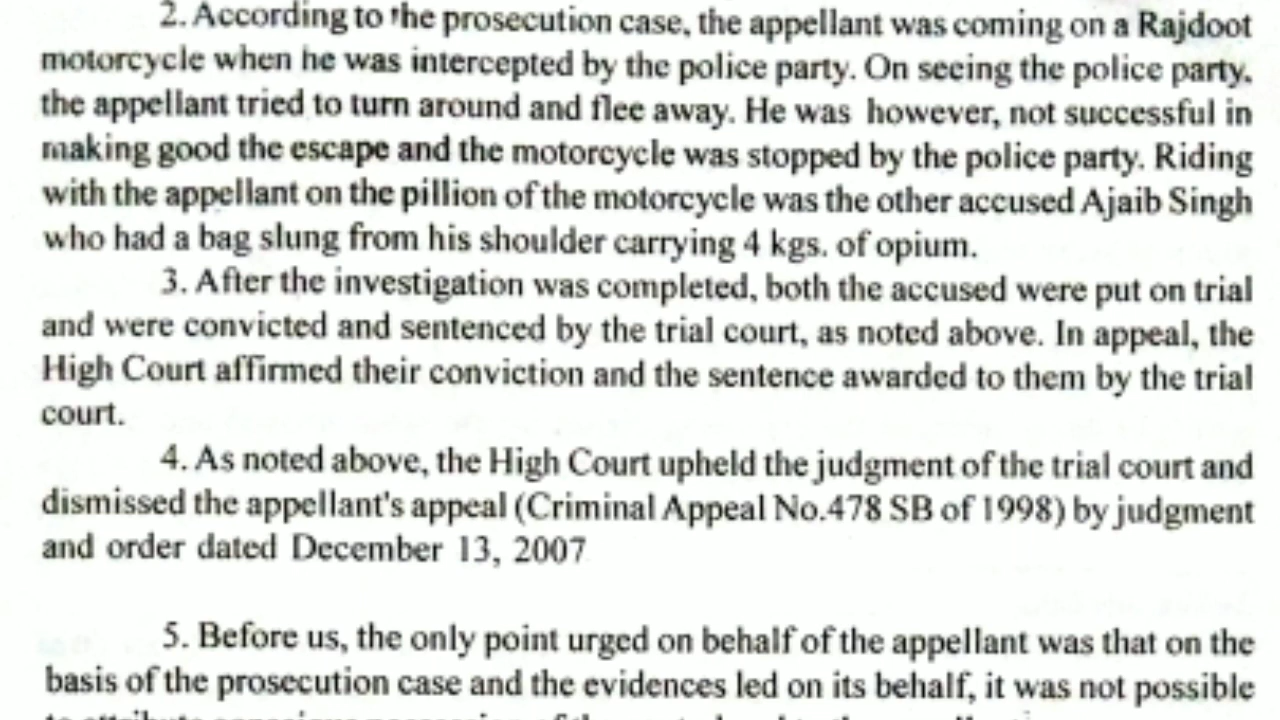 2. According to the prosecution case, the appellant was coming on a Rajdoot
motorcycle when he was intercepted by the police party. On seeing the police party,
the appellant tried to turn around and flee away. He was however, not successful in
making good the escape and the motorcycle was stopped by the police party. Riding
with the appellant on the pillion of the motorcycle was the other accused Ajaib Singh
who had a bag slung from his shoulder carrying 4 kgs. of opium.
3. After the investigation was completed, both the accused were put on trial
and were convicted and sentenced by the trial court, as noted above. In appeal, the
High Court affirmed their conviction and the sentence awarded to them by the trial
court.
4. As noted above, the High Court upheld the judgment of the trial court and
dismissed the appellant's appeal (Criminal Appeal No.478 SB of 1998) by judgment
and order dated December 13, 2007
5. Before us, the only point urged on behalf of the appellant was that on the
basis of the prosecution case and the evidences led on its behalf, it was not possible